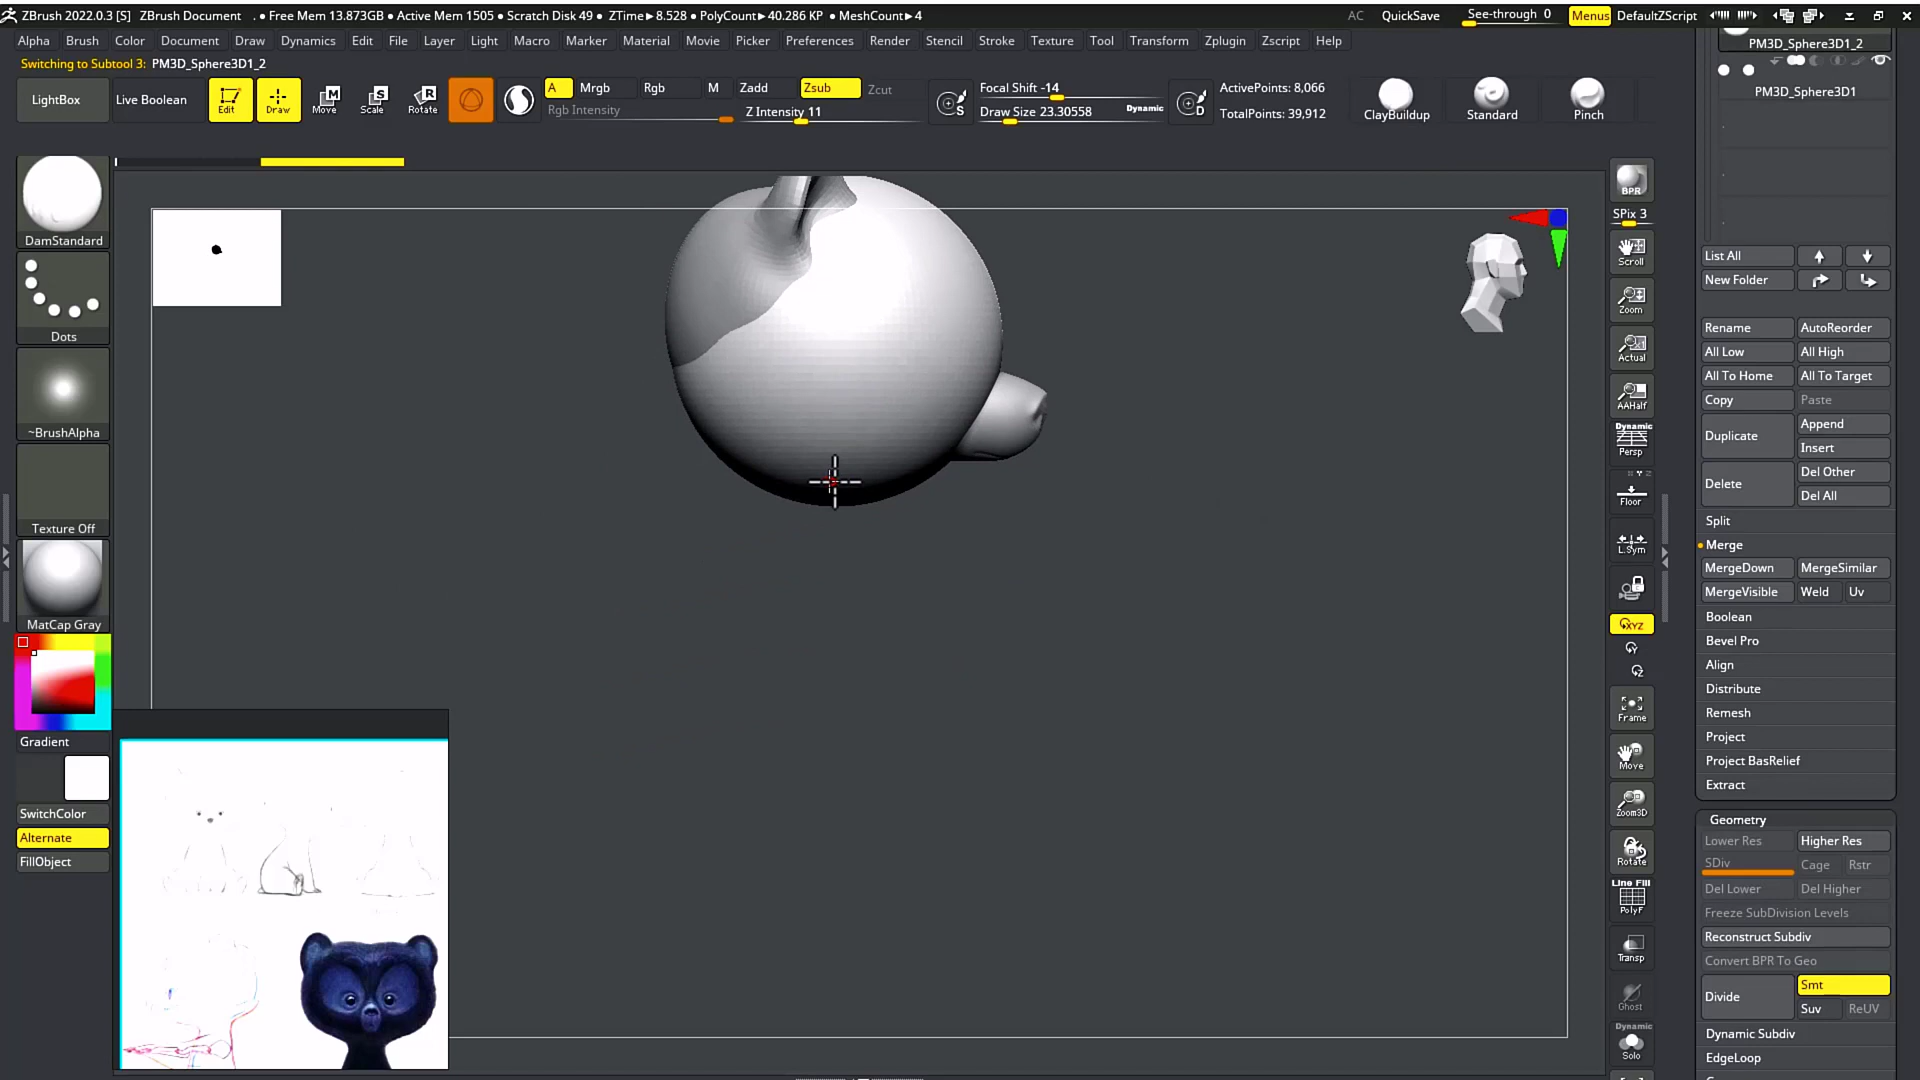 ZBrush 2022.0.3 [S] ZBrush Document . ● Free Mem 13.873GB ● Active Mem 1505 ● Scratch Disk 49 ● ZTime►8.528 ● PolyCount►40.286 KP ● MeshCount►4 AC QuickSave See-through 0 Menus DefaultZScript
Alpha Brush Color Document Draw Dynamics Edit File Layer Light Macro Marker Material Movie Picker Preferences Render Stencil Stroke Texture Tool Transform Zplugin Zscript Help
Switching to Subtool 3: PM3D_Sphere3D1_2
LightBox
Live Boolean
Edit
Draw
Move
M
Scale
S
Rotate
R
A Mrgb Rgb M Zadd Zsub Zcut
Rgb Intensity
Z Intensity 11
S
Focal Shift -14
Draw Size 23.30558 Dynamic
D
ActivePoints: 8,066
TotalPoints: 39,912
ClayBuildup
Standard
Pinch
DamStandard
Dots
~BrushAlpha
Texture Off
MatCap Gray
Gradient
SwitchColor
Alternate
FillObject
BPR
SPix 3
Scroll
Zoom
Actual
AAHalf
Dynamic
Persp
Floor
L.Sym
XYZ
Y
Z
Frame
Move
Zoom3D
Rotate
Line Fill
PolyF
Transp
Ghost
Dynamic
Solo
PM3D_Sphere3D1_2
PM3D_Sphere3D1
List All
New Folder
Rename AutoReorder
All Low All High
All To Home All To Target
Copy Paste
Duplicate Append
Insert
Delete Del Other
Del All
Split
Merge
MergeDown MergeSimilar
MergeVisible Weld Uv
Boolean
Bevel Pro
Align
Distribute
Remesh
Project
Project BasRelief
Extract
Geometry
Lower Res Higher Res
SDiv Cage Rstr
Del Lower Del Higher
Freeze SubDivision Levels
Reconstruct Subdiv
Convert BPR To Geo
Divide Smt
Suv ReUV
Dynamic Subdiv
EdgeLoop